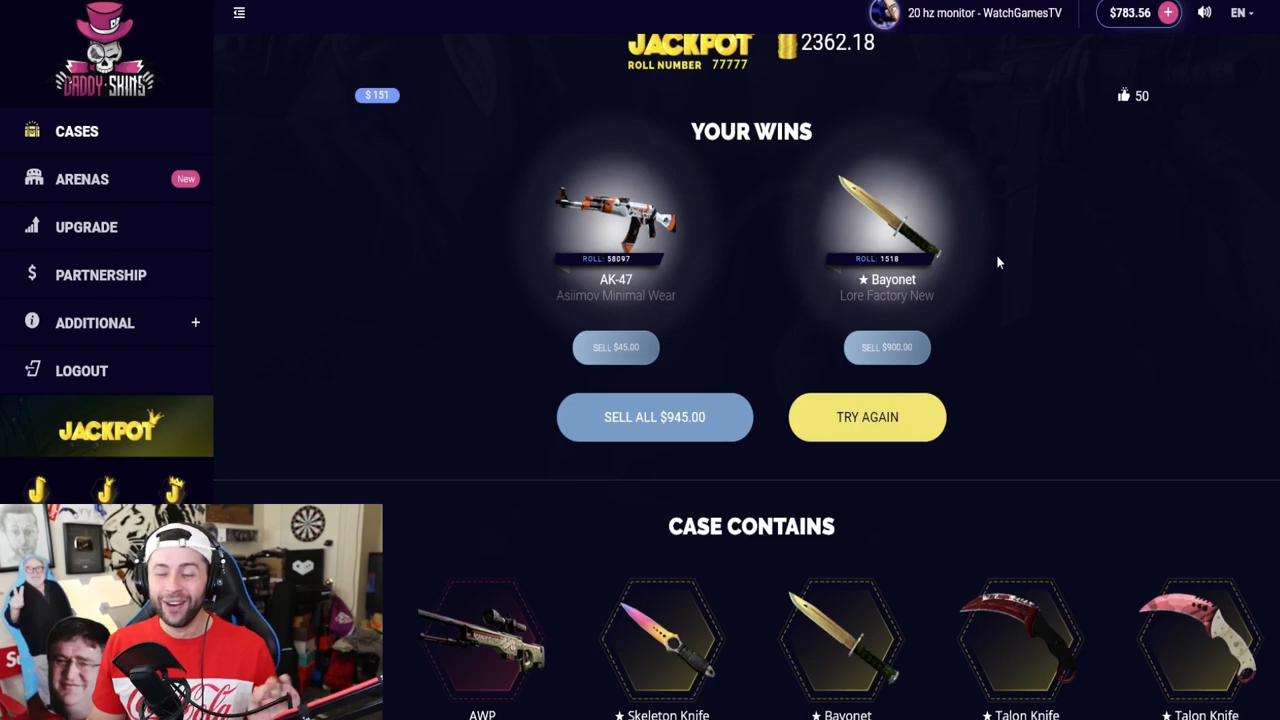 DADDY SKINS
20 hz monitor - WatchGamesTV
$783.56
EN
JACKPOT
2362.18
ROLL NUMBER 77777
$ 151
50
CASES
ARENAS
New
UPGRADE
PARTNERSHIP
ADDITIONAL
+
LOGOUT
JACKPOT
J J J
YOUR WINS
ROLL: 58097
ROLL: 1518
AK-47
★ Bayonet
Asiimov Minimal Wear
Lore Factory New
SELL $45.00
SELL $900.00
SELL ALL $945.00
TRY AGAIN
CASE CONTAINS
AWP
★ Skeleton Knife
★ Bayonet
★ Talon Knife
★ Talon Knife
Coca-Cola